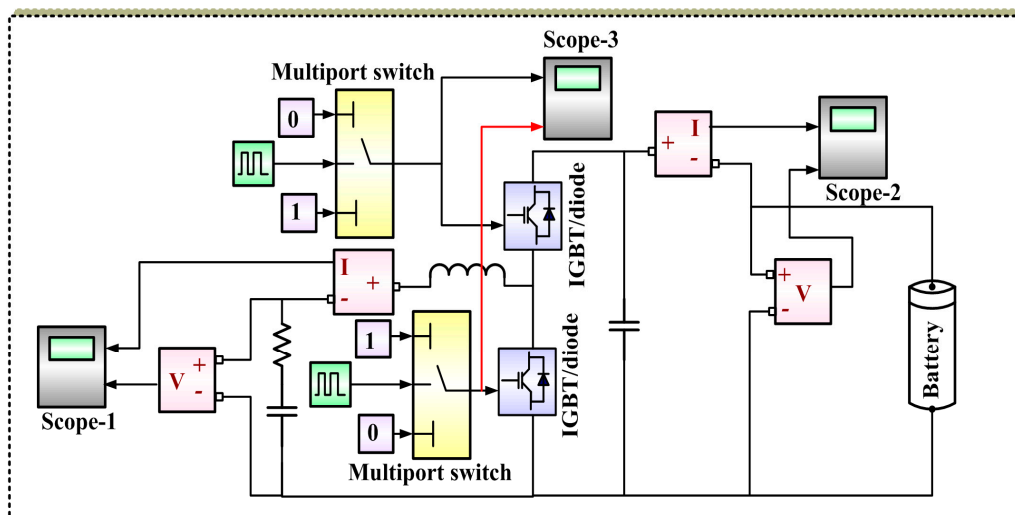 Scope-3
Multiport switch
0
1
I
+
-
Scope-2
IGBT/diode
I
+
-
+
V
-
Battery
1
0
Multiport switch
IGBT/diode
V
+
-
Scope-1